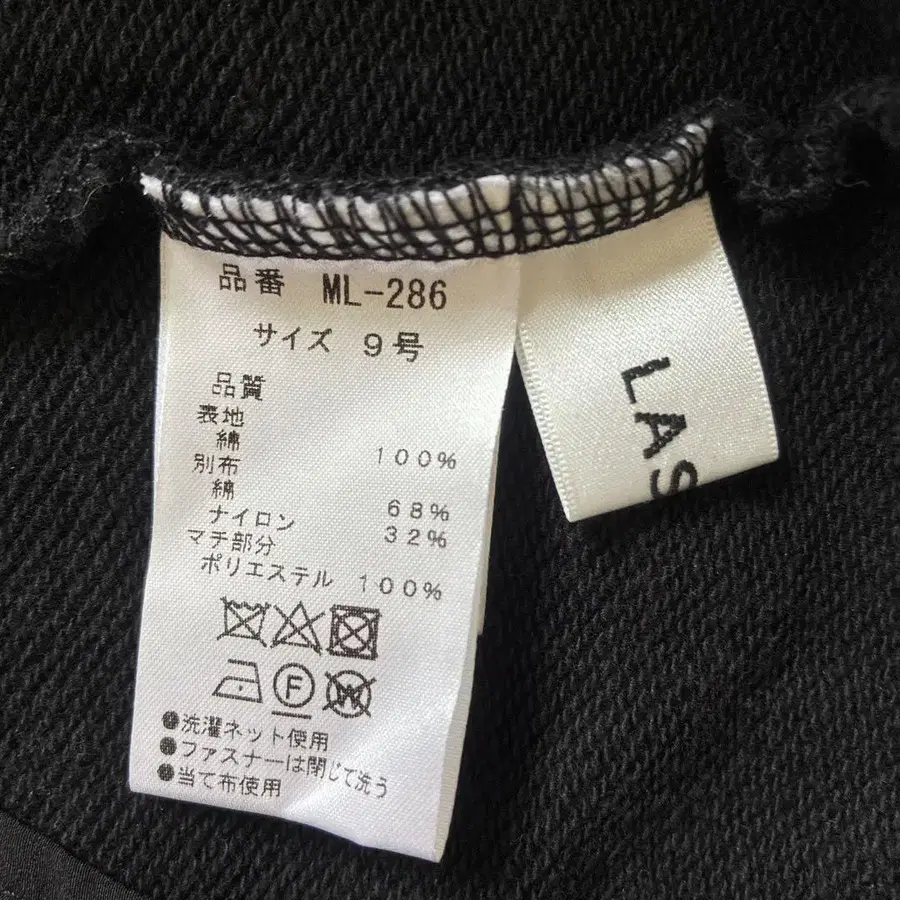 品番 ML-286
サイズ 9号
品質
表地
綿 100%
別布
綿 68%
ナイロン 32%
マチ部分
ポリエステル 100%
F
W
●洗濯ネット使用
●ファスナーは閉じて洗う
●当て布使用
LAS